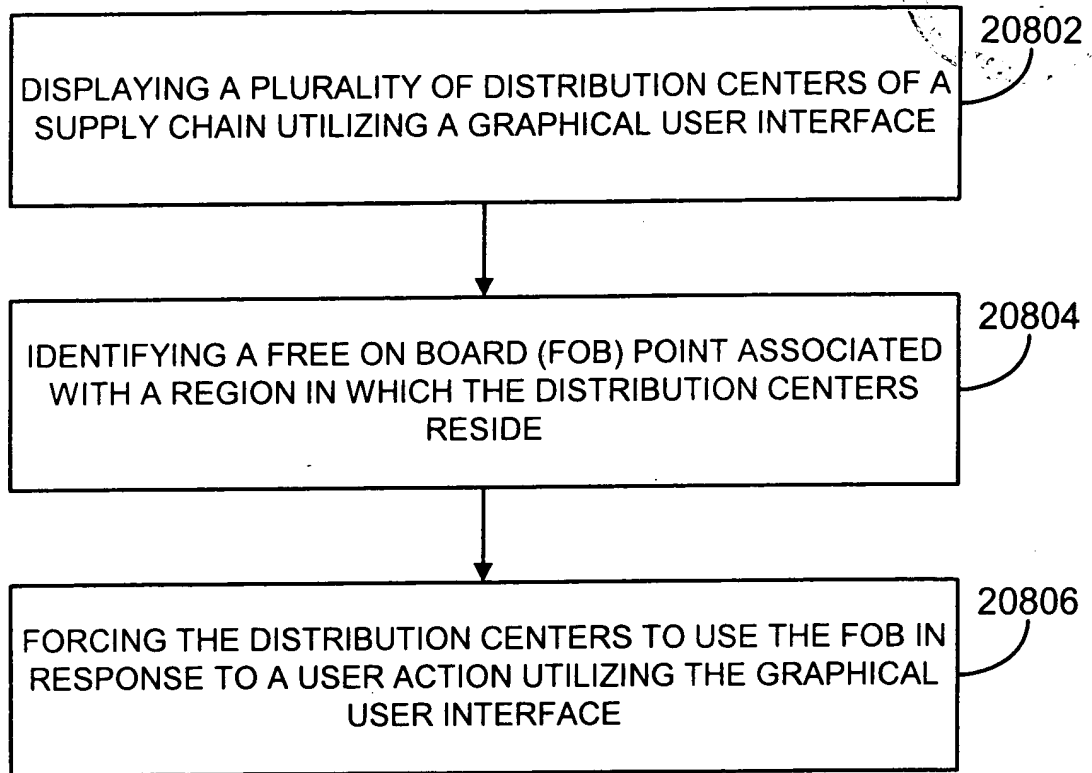 20802
DISPLAYING A PLURALITY OF DISTRIBUTION CENTERS OF A
SUPPLY CHAIN UTILIZING A GRAPHICAL USER INTERFACE
20804
IDENTIFYING A FREE ON BOARD (FOB) POINT ASSOCIATED
WITH A REGION IN WHICH THE DISTRIBUTION CENTERS
RESIDE
20806
FORCING THE DISTRIBUTION CENTERS TO USE THE FOB IN
RESPONSE TO A USER ACTION UTILIZING THE GRAPHICAL
USER INTERFACE